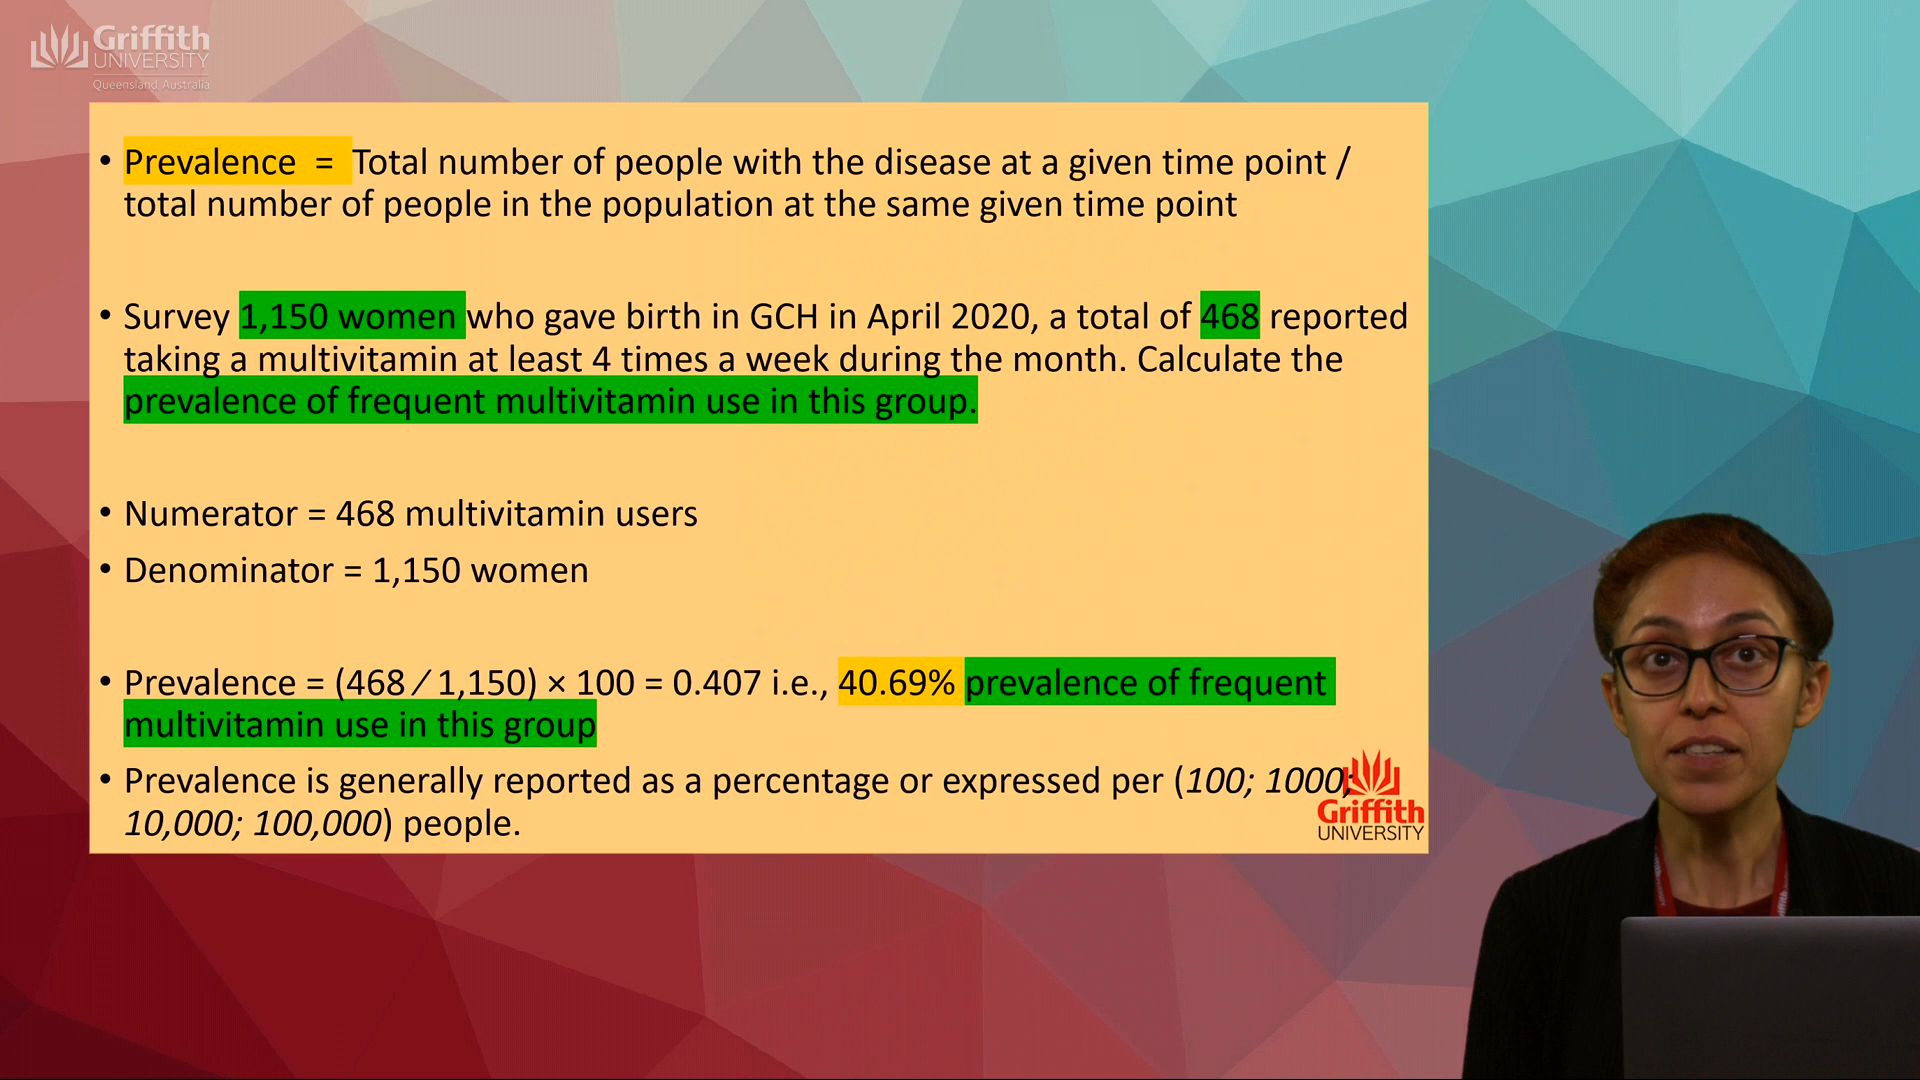 Griffith
UNIVERSITY
Queensland Australia
• Prevalence = Total number of people with the disease at a given time point /
total number of people in the population at the same given time point
• Survey 1,150 women who gave birth in GCH in April 2020, a total of 468 reported
taking a multivitamin at least 4 times a week during the month. Calculate the
prevalence of frequent multivitamin use in this group.
• Numerator = 468 multivitamin users
• Denominator = 1,150 women
• Prevalence = (468 ∕ 1,150) × 100 = 0.407 i.e., 40.69% prevalence of frequent
multivitamin use in this group
• Prevalence is generally reported as a percentage or expressed per (100; 1000;
10,000; 100,000) people.
Griffith
UNIVERSITY